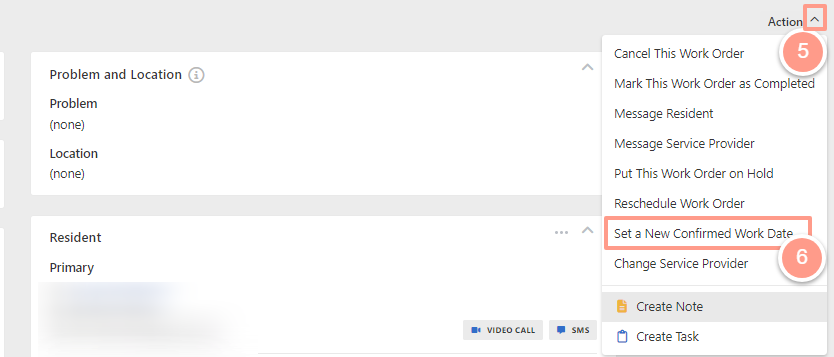 Action
5
Cancel This Work Order
Mark This Work Order as Completed
Message Resident
Message Service Provider
Put This Work Order on Hold
Reschedule Work Order
Set a New Confirmed Work Date
6
Change Service Provider
Create Note
Create Task
Problem and Location
Problem
(none)
Location
(none)
Resident
Primary
VIDEO CALL
SMS